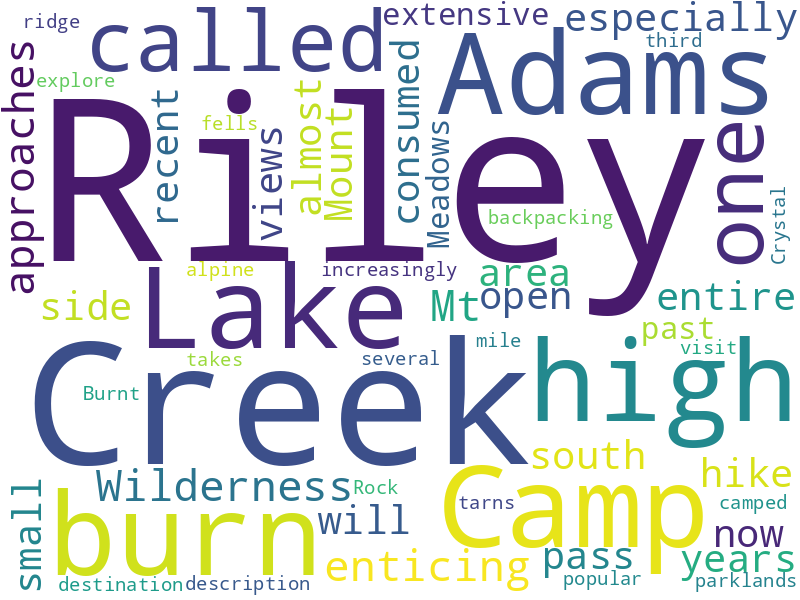 ridge
called
extensive
especially
third
Adams
explore
approaches
recent
fells
views
almost
Mount
consumed
Meadows
one
Riley
backpacking
Crystal
alpine
increasingly
area
Lake
side
Mt
open
entire
past
mile
visit
takes
several
Creek
high
Burnt
south
Wilderness
Rock
hike
Camp
tarns
camped
small
burn
will
now
enticing
pass
years
destination
description
popular
parklands